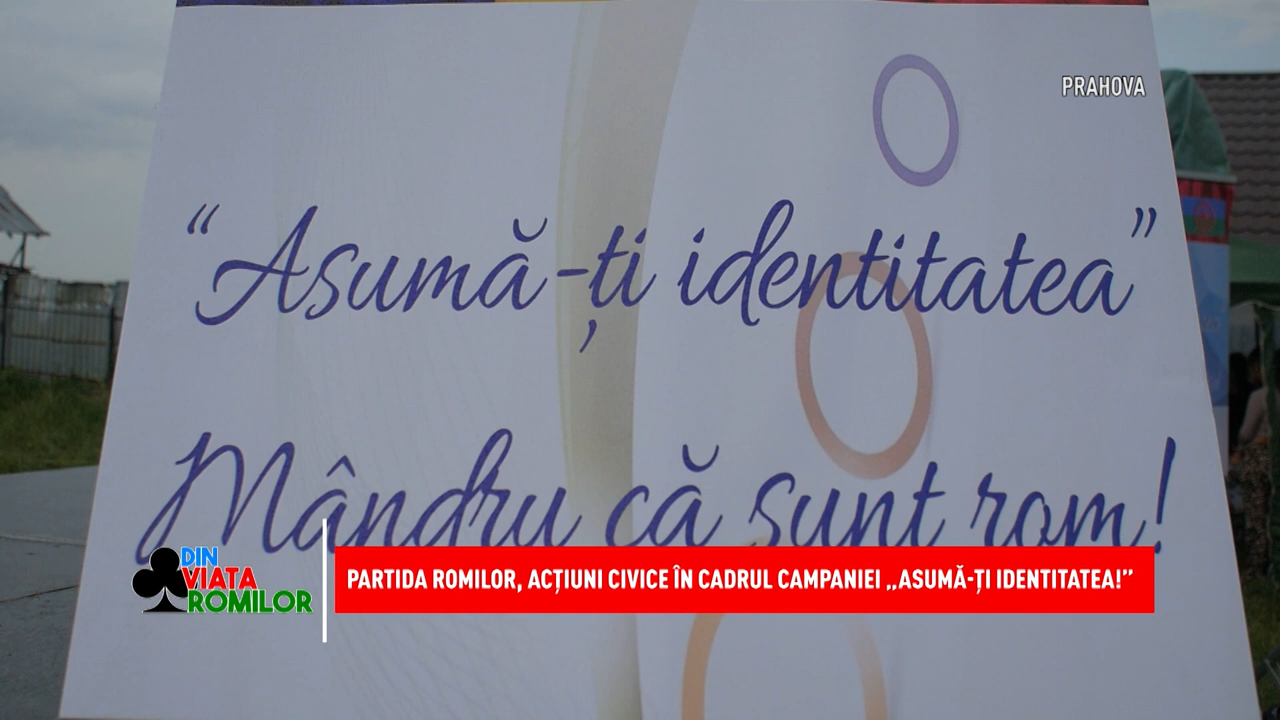 PRAHOVA
“Asumă-ți identitatea”
Mândru că sunt rom!
DIN
VIATA
ROMILOR
PARTIDA ROMILOR, ACȚIUNI CIVICE ÎN CADRUL CAMPANIEI „ASUMĂ-ȚI IDENTITATEA!”